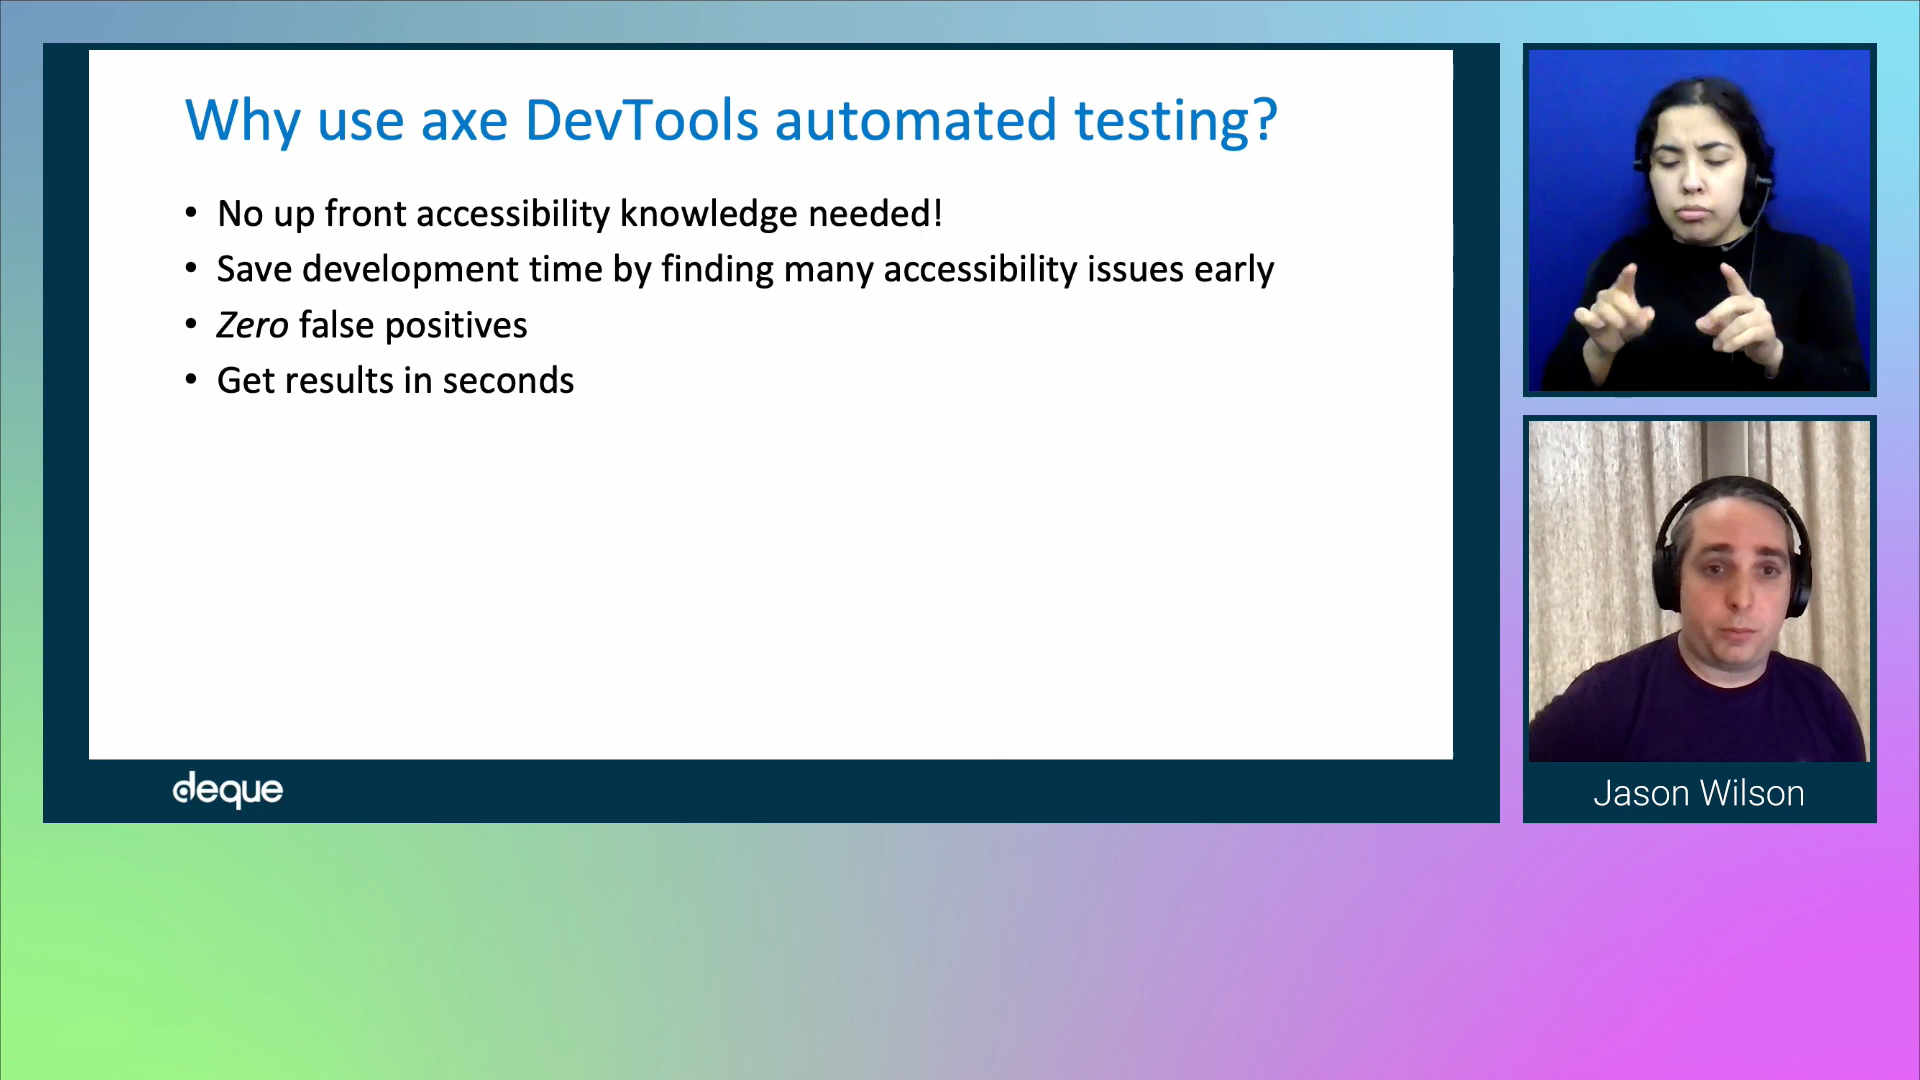 Why use axe DevTools automated testing?
• No up front accessibility knowledge needed!
• Save development time by finding many accessibility issues early
• Zero false positives
• Get results in seconds
deque
Jason Wilson